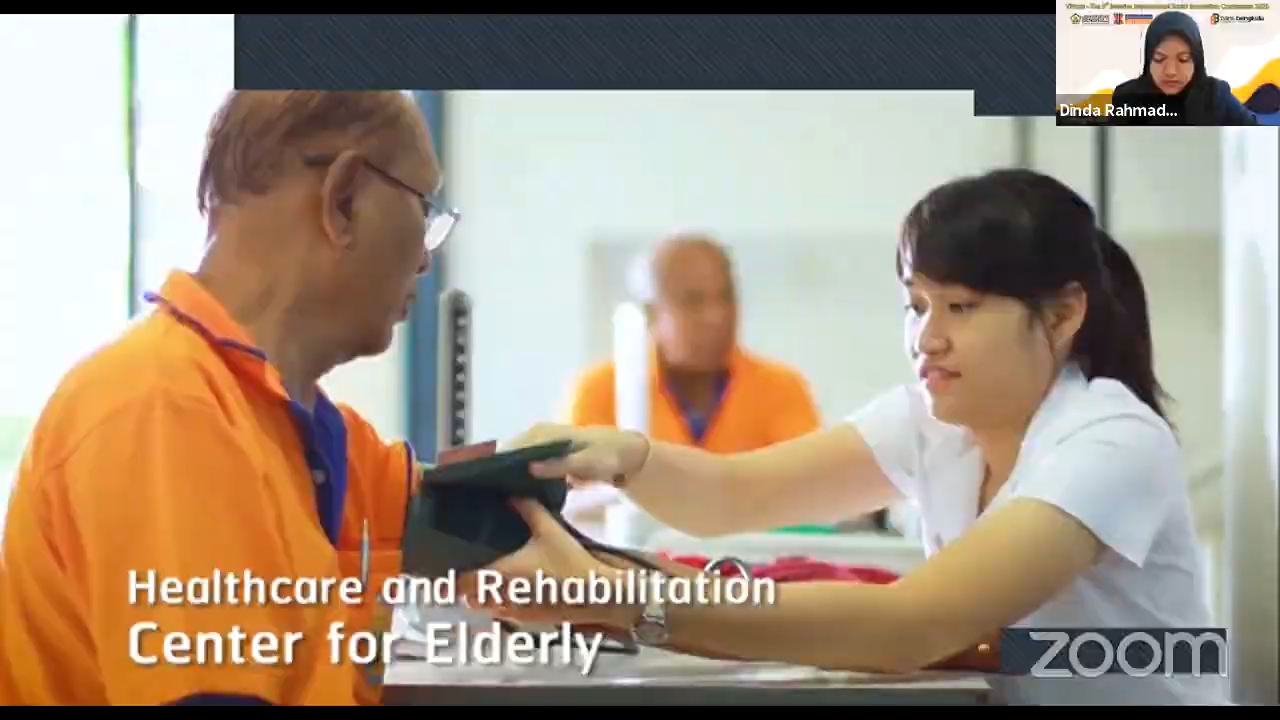 Dinda Rahmad...
Healthcare and Rehabilitation
Center for Elderly
zoom